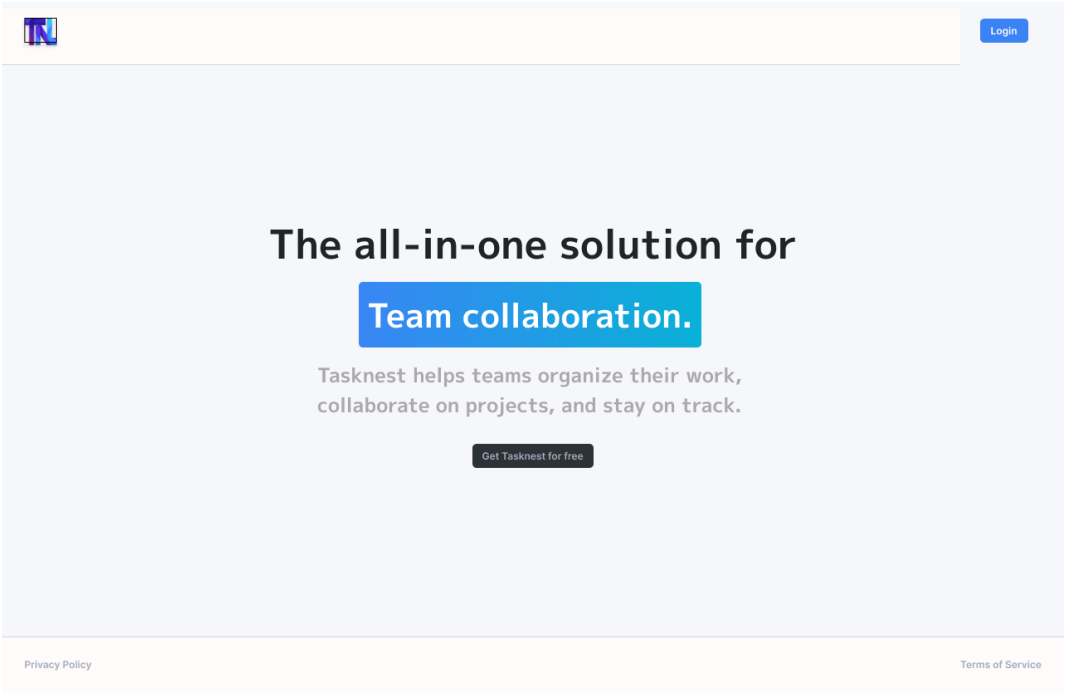 TN
Login
The all-in-one solution for
Team collaboration.
Tasknest helps teams organize their work,
collaborate on projects, and stay on track.
Get Tasknest for free
Privacy Policy
Terms of Service